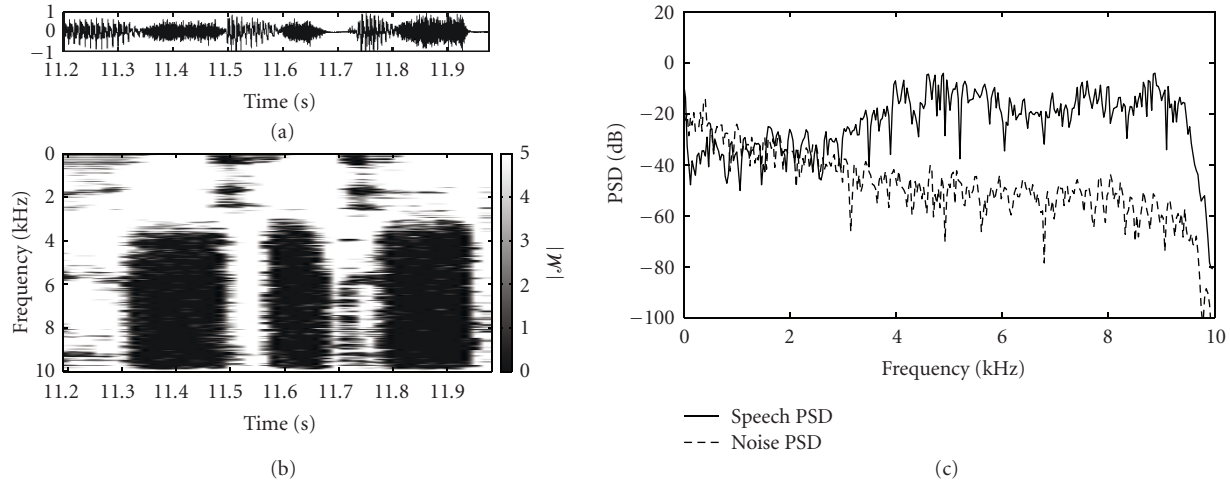 1
0
−1
11.2 11.3 11.4 11.5 11.6 11.7 11.8 11.9
Time (s)
(a)
0
2
4
6
8
10
Frequency (kHz)
11.2 11.3 11.4 11.5 11.6 11.7 11.8 11.9
Time (s)
5
4
3
2
1
0
|ℳ|
(b)
20
0
−20
−40
−60
−80
−100
PSD (dB)
0 2 4 6 8 10
Frequency (kHz)
Speech PSD
Noise PSD
(c)